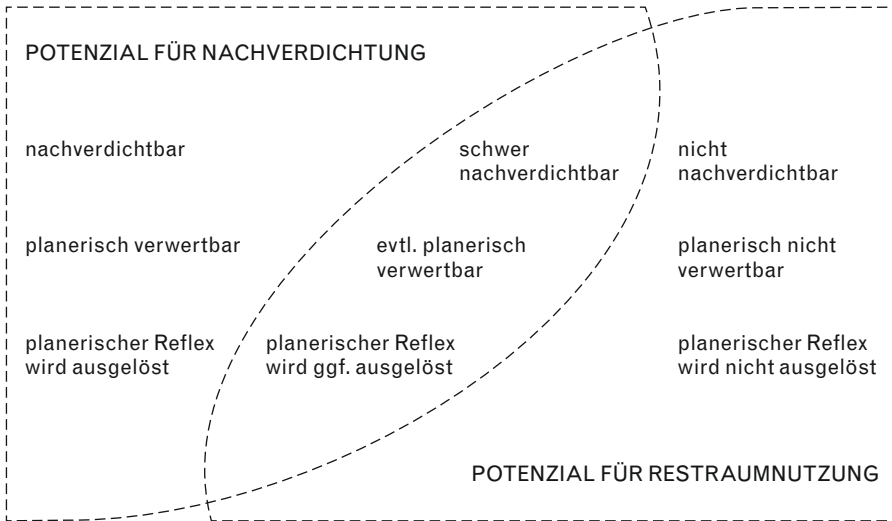 POTENZIAL FÜR NACHVERDICHTUNG
nachverdichtbar
schwer
nachverdichtbar
nicht
nachverdichtbar
planerisch verwertbar
evtl. planerisch
verwertbar
planerisch nicht
verwertbar
planerischer Reflex
wird ausgelöst
planerischer Reflex
wird ggf. ausgelöst
planerischer Reflex
wird nicht ausgelöst
POTENZIAL FÜR RESTRAUMNUTZUNG